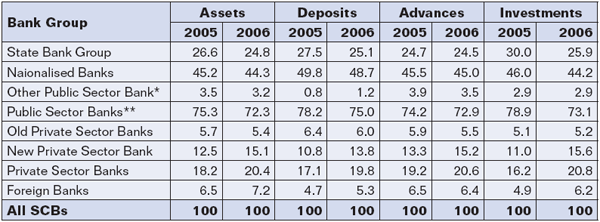 Bank Group Assets Deposits Advances Investments
2005 2006 2005 2006 2005 2006 2005 2006
State Bank Group 26.6 24.8 27.5 25.1 24.7 24.5 30.0 25.9
Naionalised Banks 45.2 44.3 49.8 48.7 45.5 45.0 46.0 44.2
Other Public Sector Bank* 3.5 3.2 0.8 1.2 3.9 3.5 2.9 2.9
Public Sector Banks** 75.3 72.3 78.2 75.0 74.2 72.9 78.9 73.1
Old Private Sector Banks 5.7 5.4 6.4 6.0 5.9 5.5 5.1 5.2
New Private Sector Bank 12.5 15.1 10.8 13.8 13.3 15.2 11.0 15.6
Private Sector Banks 18.2 20.4 17.1 19.8 19.2 20.6 16.2 20.8
Foreign Banks 6.5 7.2 4.7 5.3 6.5 6.4 4.9 6.2
All SCBs 100 100 100 100 100 100 100 100